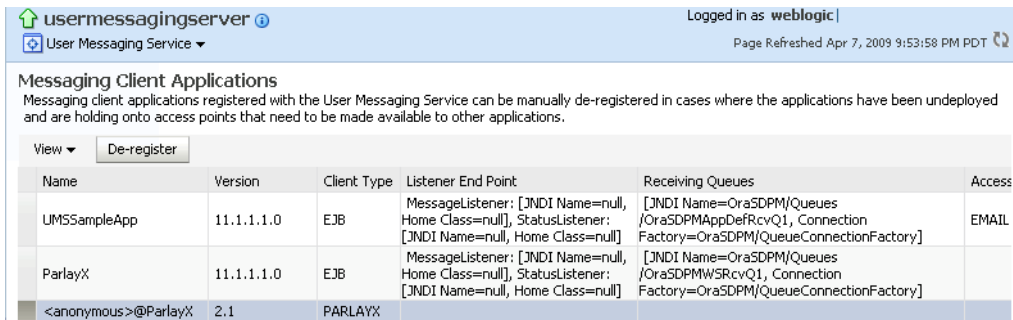 usermessagingserver
Logged in as weblogic|
User Messaging Service
Page Refreshed Apr 7, 2009 9:53:58 PM PDT
Messaging Client Applications
Messaging client applications registered with the User Messaging Service can be manually de-registered in cases where the applications have been undeployed
and are holding onto access points that need to be made available to other applications.
View De-register
Name Version Client Type Listener End Point Receiving Queues Access
MessageListener: [JNDI Name=null, [JNDI Name=OraSDPM/Queues
UMSSampleApp 11.1.1.1.0 EJB Home Class=null], StatusListener: /OraSDPMAppDefRcvQ1, Connection EMAIL
[JNDI Name=null, Home Class=null] Factory=OraSDPM/QueueConnectionFactory]
MessageListener: [JNDI Name=null, [JNDI Name=OraSDPM/Queues
ParlayX 11.1.1.1.0 EJB Home Class=null], StatusListener: /OraSDPMWSRcvQ1, Connection
[JNDI Name=null, Home Class=null] Factory=OraSDPM/QueueConnectionFactory]
<anonymous>@ParlayX 2.1 PARLAYX